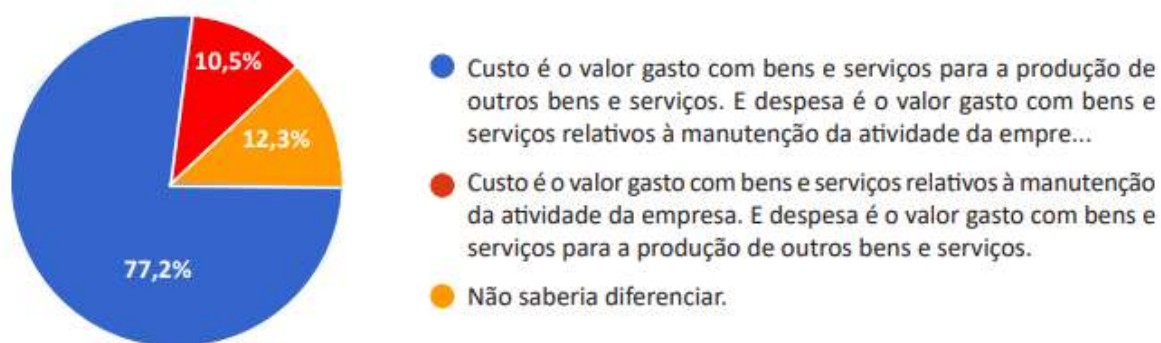 10,5%
12,3%
77,2%
Custo é o valor gasto com bens e serviços para a produção de
outros bens e serviços. E despesa é o valor gasto com bens e
serviços relativos à manutenção da atividade da empre...
Custo é o valor gasto com bens e serviços relativos à manutenção
da atividade da empresa. E despesa é o valor gasto com bens e
serviços para a produção de outros bens e serviços.
Não saberia diferenciar.